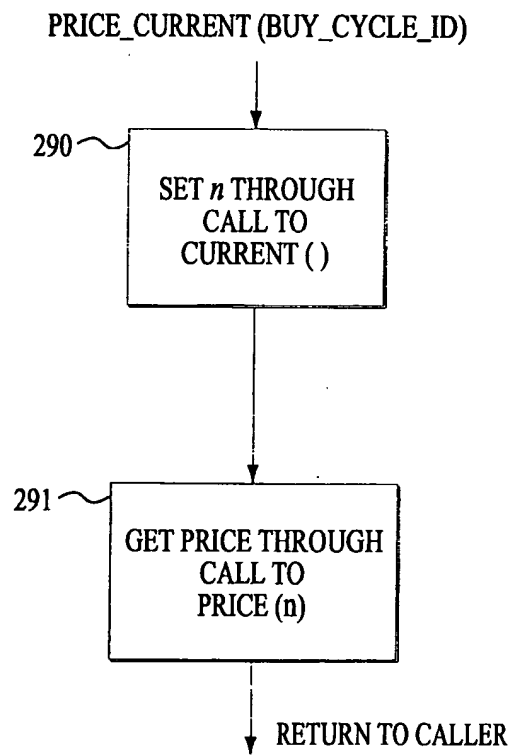 PRICE_CURRENT (BUY_CYCLE_ID)
290
SET n THROUGH
CALL TO
CURRENT ( )
291
GET PRICE THROUGH
CALL TO
PRICE (n)
RETURN TO CALLER